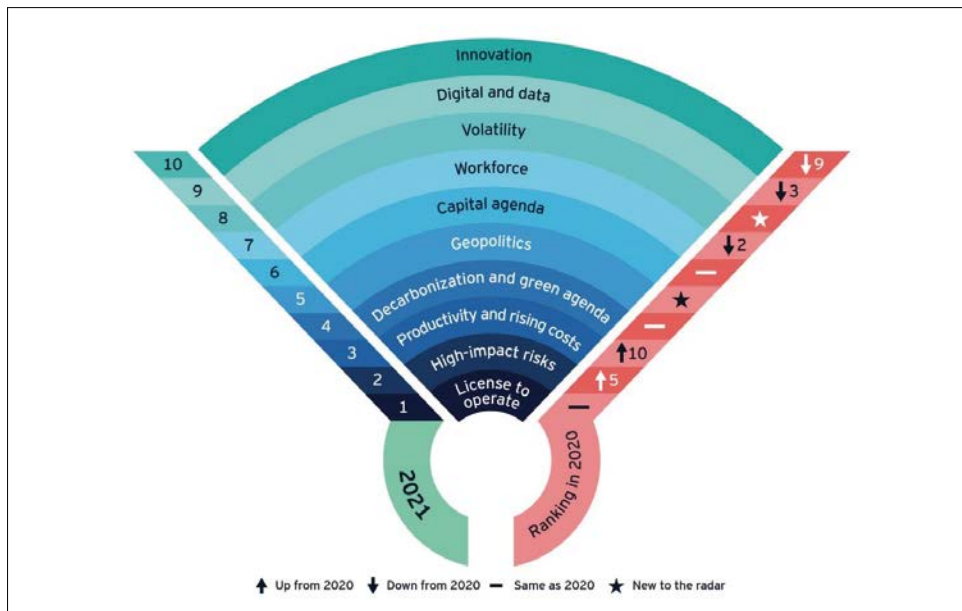 Innovation
Digital and data
Volatility
Workforce
Capital agenda
Geopolitics
Decarbonization and green agenda
Productivity and rising costs
High-impact risks
License to
operate
10
9
8
7
6
5
4
3
2
1
9
3
2
10
5
2021
Ranking in 2020
Up from 2020
Down from 2020
Same as 2020
New to the radar